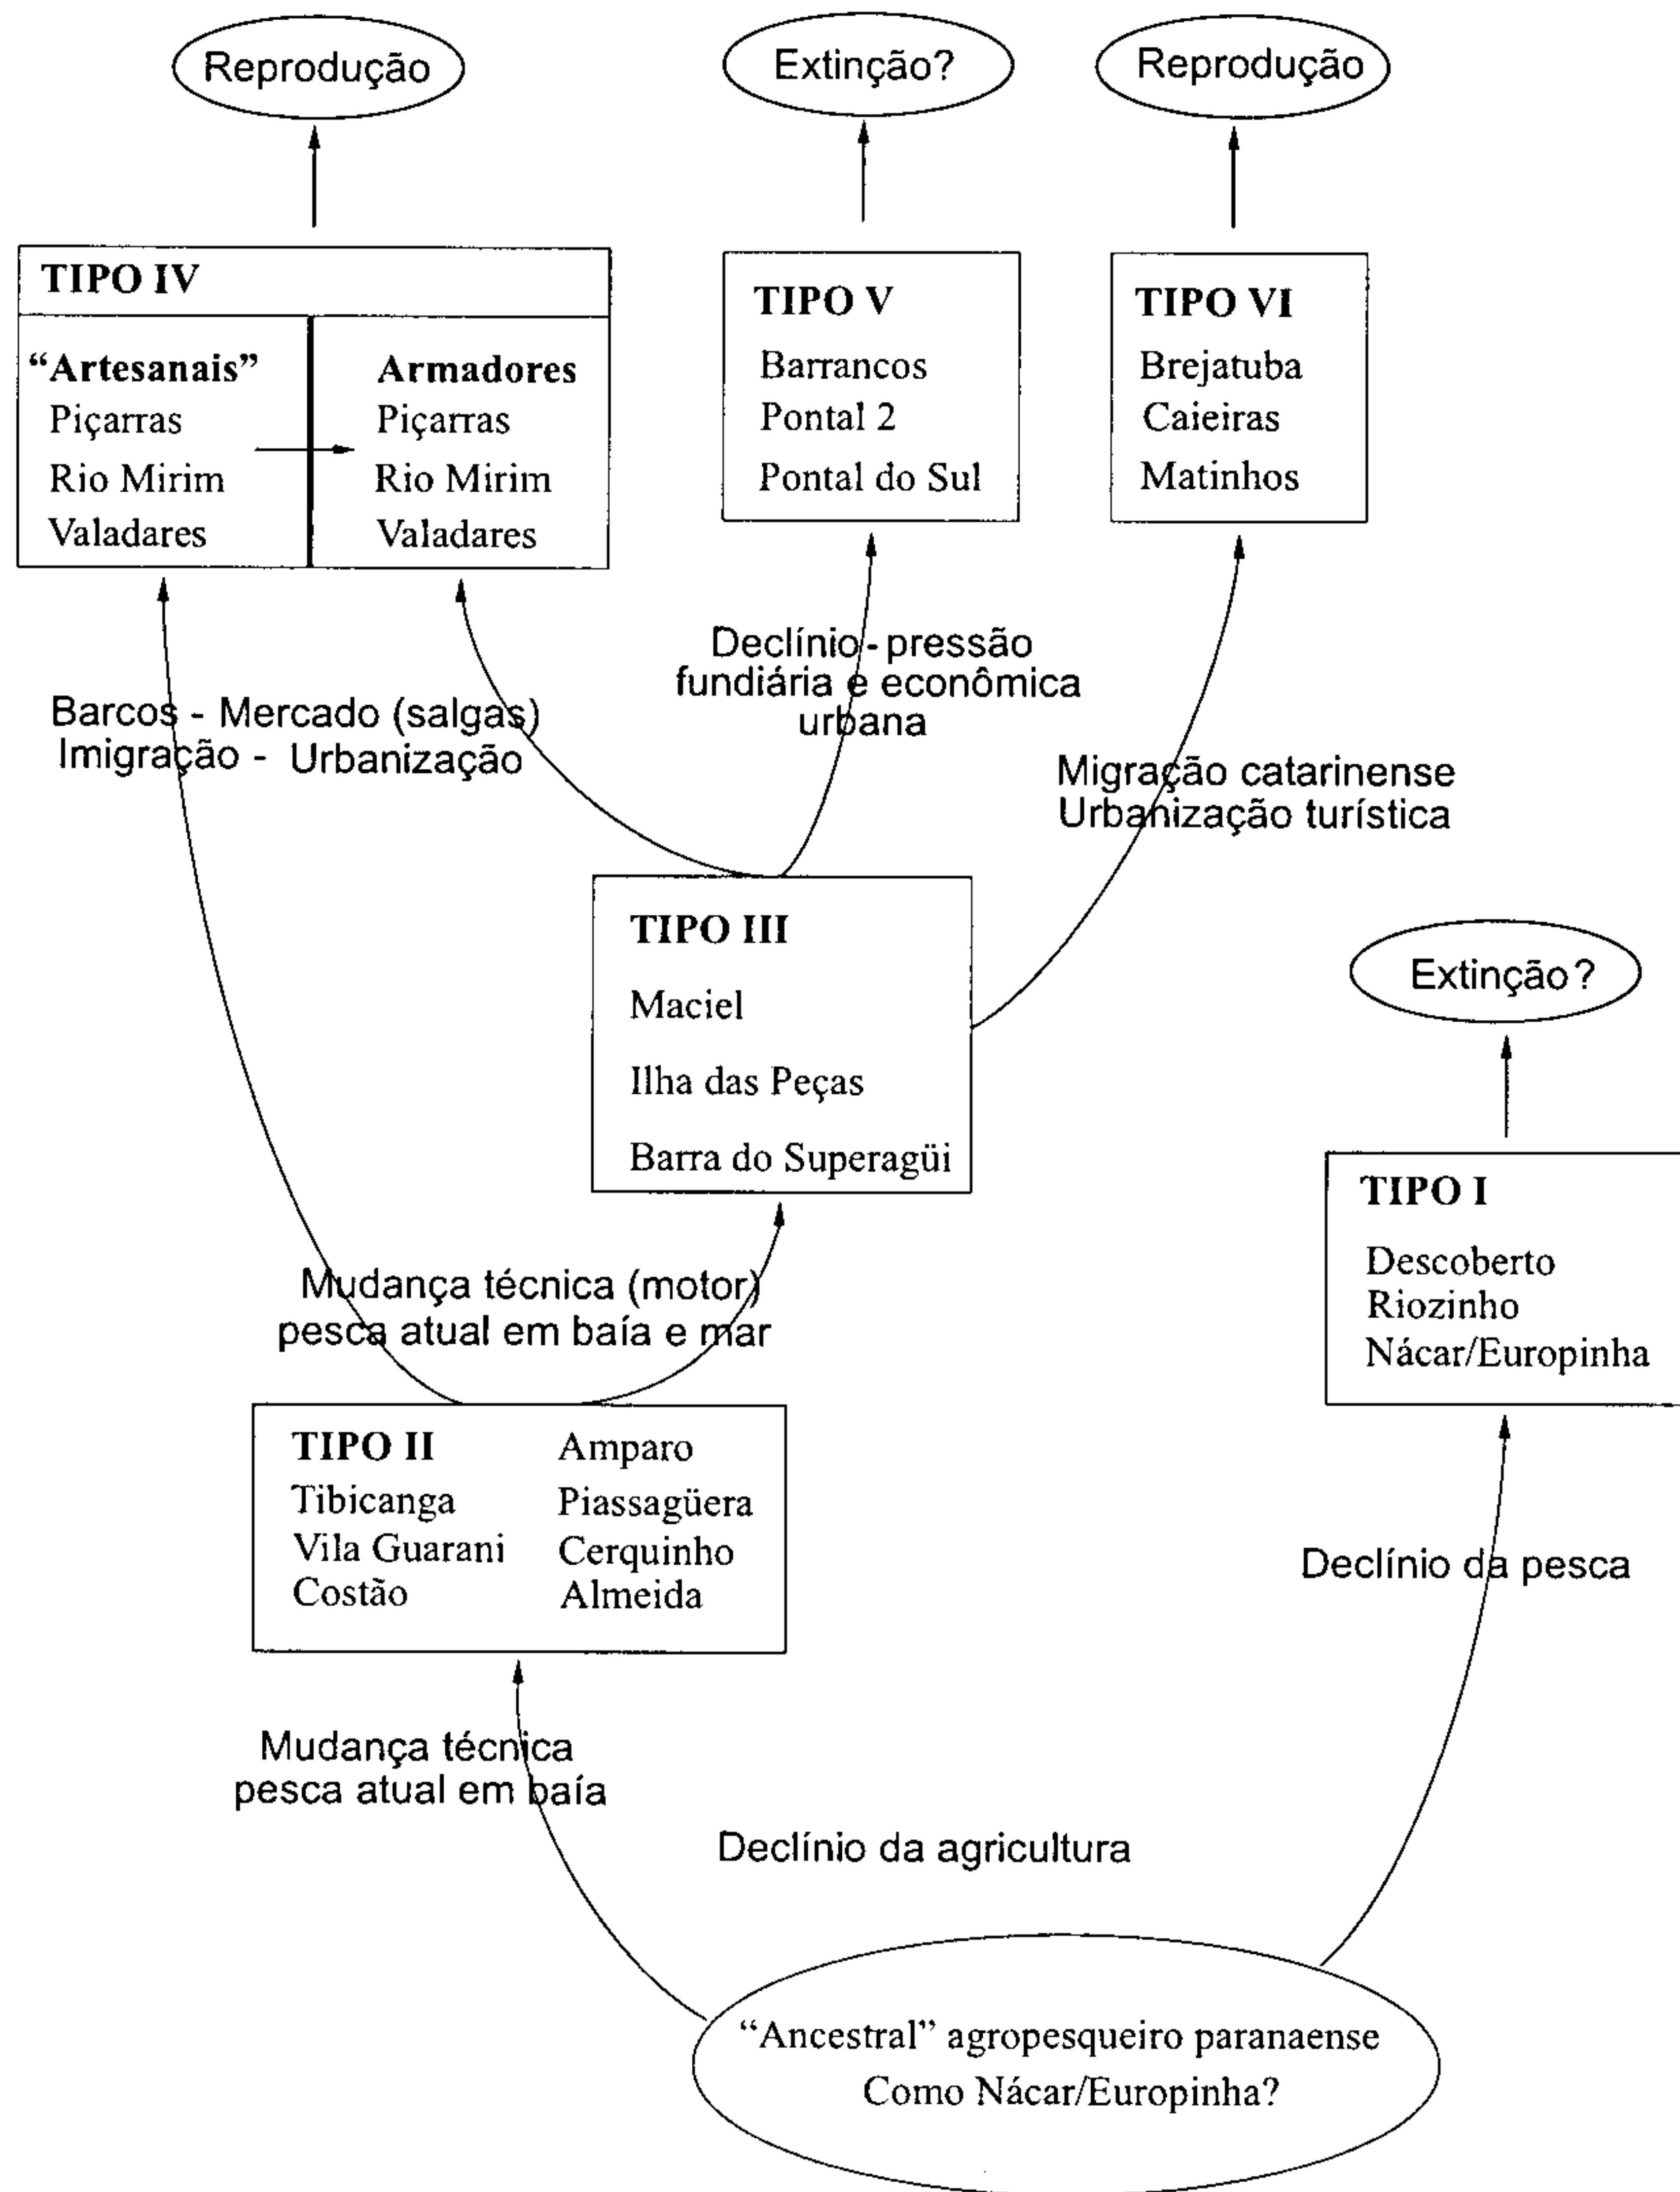 Reprodução
Extinção?
Reprodução
TIPO IV
“Artesanais”
Piçarras
Rio Mirim
Valadares
Armadores
Piçarras
Rio Mirim
Valadares
TIPO V
Barrancos
Pontal 2
Pontal do Sul
TIPO VI
Brejatuba
Caieiras
Matinhos
Barcos - Mercado (salgas)
Imigração - Urbanização
Declínio - pressão
fundiária e econômica
urbana
Migração catarinense
Urbanização turística
TIPO III
Maciel
Ilha das Peças
Barra do Superagüi
Extinção?
TIPO I
Descoberto
Riozinho
Nácar/Europinha
Mudança técnica (motor)
pesca atual em baía e mar
TIPO II
Tibicanga
Vila Guarani
Costão
Amparo
Piassagüera
Cerquinho
Almeida
Declínio da pesca
Mudança técnica
pesca atual em baía
Declínio da agricultura
“Ancestral” agropesqueiro paranaense
Como Nácar/Europinha?